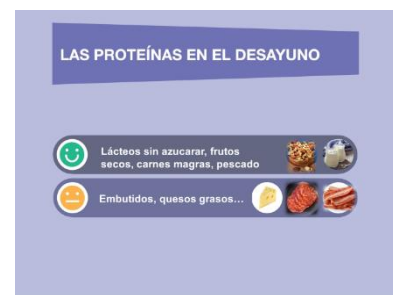 LAS PROTEÍNAS EN EL DESAYUNO
Lácteos sin azucarar, frutos
secos, carnes magras, pescado
Embutidos, quesos grasos...